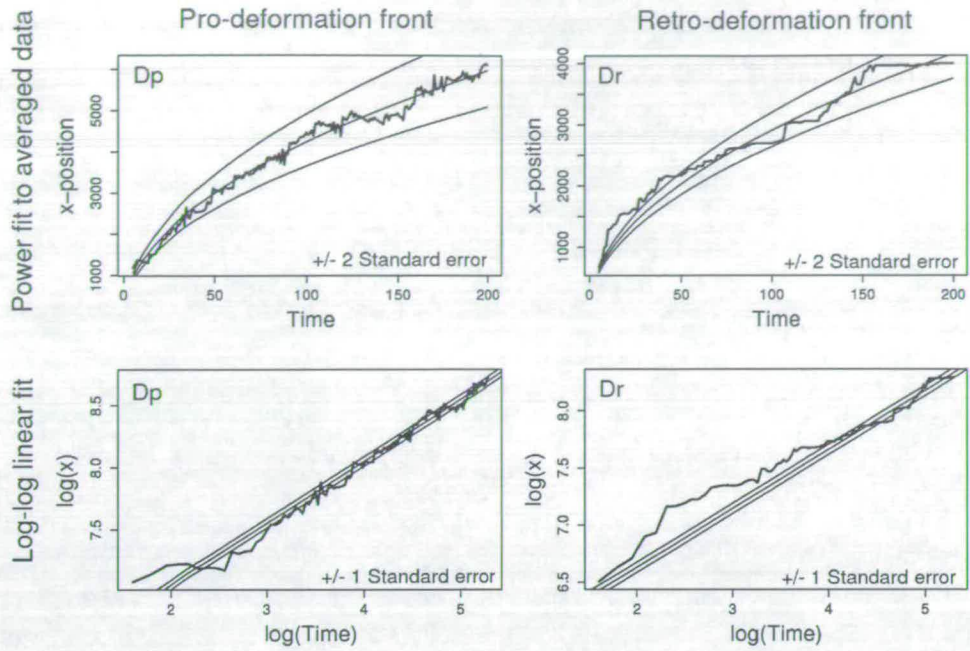 Pro-deformation front
Retro-deformation front
Power fit to averaged data
x-position
Dp
1000
3000
5000
+/- 2 Standard error
0
50
100
150
200
Time
Dr
1000
2000
3000
4000
x-position
+/- 2 Standard error
0
50
100
150
200
Time
Log-log linear fit
log(x)
Dp
7.5
8.0
8.5
+/- 1 Standard error
2
3
4
5
log(Time)
Dr
log(x)
6.5
7.0
7.5
8.0
+/- 1 Standard error
2
3
4
5
log(Time)